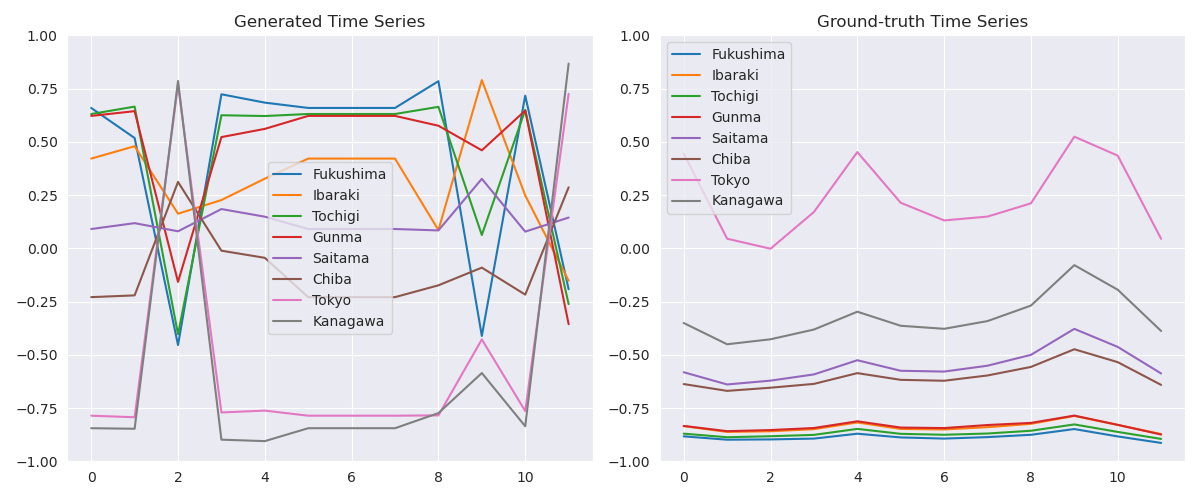 Generated Time Series
1.00
0.75
0.50
0.25
0.00
−0.25
−0.50
−0.75
−1.00
0 2 4 6 8 10
Fukushima
Ibaraki
Tochigi
Gunma
Saitama
Chiba
Tokyo
Kanagawa
Ground-truth Time Series
1.00
0.75
0.50
0.25
0.00
−0.25
−0.50
−0.75
−1.00
0 2 4 6 8 10
Fukushima
Ibaraki
Tochigi
Gunma
Saitama
Chiba
Tokyo
Kanagawa